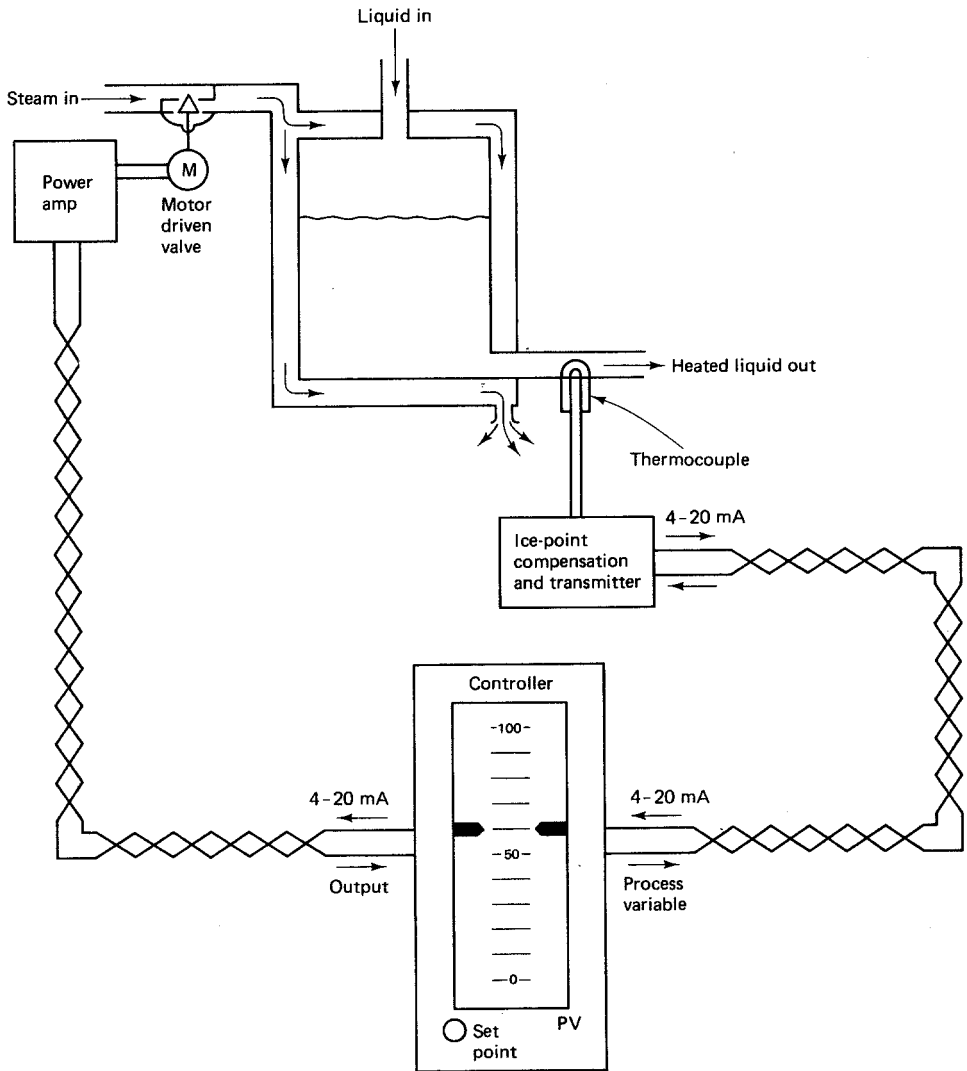 Liquid in
Steam in
Power
amp
M
Motor
driven
valve
Heated liquid out
Thermocouple
4-20 mA
Ice-point
compensation
and transmitter
Controller
-100-
4-20 mA
4-20 mA
-50-
Output
Process
variable
-0-
Set
point
PV